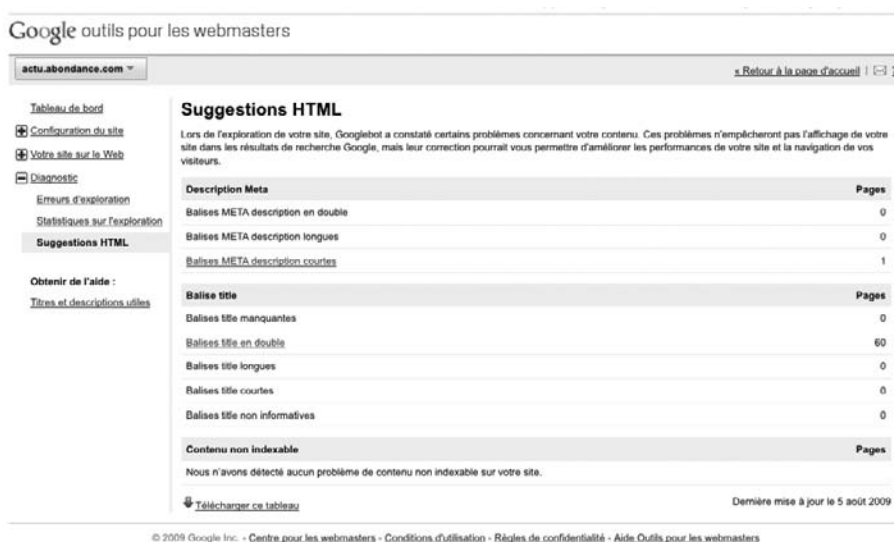 Google outils pour les webmasters
actu.abondance.com
« Retour à la page d'accueil |
Tableau de bord
Configuration du site
Votre site sur le Web
Diagnostic
Erreurs d'exploration
Statistiques sur l'exploration
Suggestions HTML
Obtenir de l'aide :
Titres et descriptions utiles
Suggestions HTML
Lors de l'exploration de votre site, Googlebot a constaté certains problèmes concernant votre contenu. Ces problèmes n'empêcheront pas l'affichage de votre
site dans les résultats de recherche Google, mais leur correction pourrait vous permettre d'améliorer les performances de votre site et la navigation de vos
visiteurs.
Description Meta Pages
Balises META description en double 0
Balises META description longues 0
Balises META description courtes 1
Balise title Pages
Balises title manquantes 0
Balises title en double 60
Balises title longues 0
Balises title courtes 0
Balises title non informatives 0
Contenu non indexable Pages
Nous n'avons détecté aucun problème de contenu non indexable sur votre site.
Télécharger ce tableau
Dernière mise à jour le 5 août 2009
© 2009 Google Inc. - Centre pour les webmasters - Conditions d'utilisation - Règles de confidentialité - Aide Outils pour les webmasters